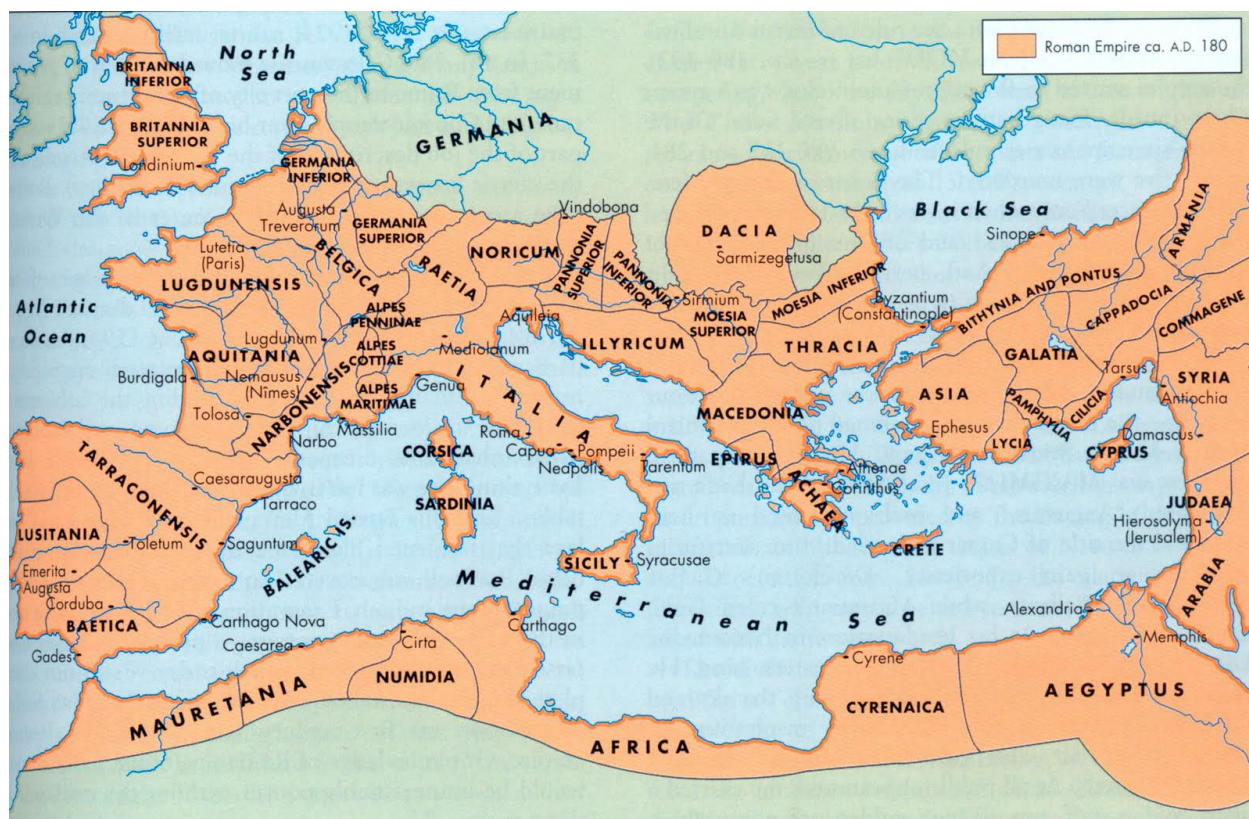 Roman Empire ca. A.D. 180
North
Sea
BRITANNIA
INFERIOR
BRITANNIA
SUPERIOR
Londinium
GERMANIA
GERMANIA
INFERIOR
Augusta
Treverorum
GERMANIA
SUPERIOR
BELGICA
Lutetia
(Paris)
LUGDUNENSIS
Atlantic
Ocean
RAETIA
NORICUM
Vindobona
PANNONIA
SUPERIOR
PANNONIA
INFERIOR
DACIA
Sarmizegetusa
Black Sea
Sinope
ARMENIA
BITHYNIA AND PONTUS
CAPPADOCIA
COMMAGENE
Byzantium
(Constantinople)
MOESIA INFERIOR
Sirmium
MOESIA
SUPERIOR
ILLYRICUM
THRACIA
Aquileia
ALPES
PENNINAE
ALPES
COTTIAE
ALPES
MARITIMAE
Lugdunum
Mediolanum
AQUITANIA
Burdigala
Nemausus
(Nîmes)
Tolosa
NARBONENSIS
Narbo
Massilia
Genua
ITALIA
Roma
Capua
Neapolis
Pompeii
Tarentum
CORSICA
SARDINIA
MACEDONIA
EPIRUS
ACHAEA
Athenae
Corinthus
ASIA
Ephesus
GALATIA
LYCIA
PAMPHYLIA
CILICIA
Tarsus
SYRIA
Antiochia
CYPRUS
Damascus
TARRACONENSIS
Caesaraugusta
Tarraco
LUSITANIA
Toletum
Saguntum
BALEARIC IS.
Emerita
Augusta
Corduba
BAETICA
Gades
Carthago Nova
Caesarea
Cirta
Carthago
SICILY
Syracusae
Mediterranean Sea
CRETE
JUDAEA
Hierosolyma
(Jerusalem)
ARABIA
Alexandria
Memphis
Cyrene
CYRENAICA
AEGYPTUS
MAURETANIA
NUMIDIA
AFRICA